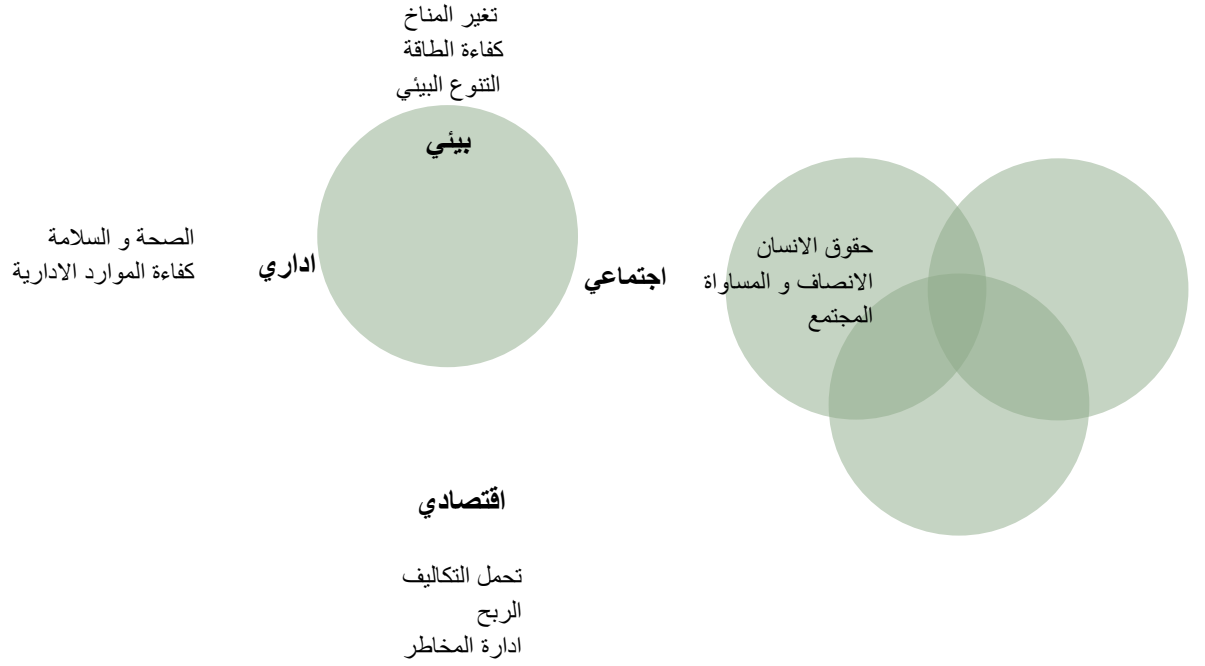 تغير المناخ
كفاءة الطاقة
التنوع البيئي
بيئي
حقوق الانسان
الانصاف و المساواة
المجتمع
اجتماعي
اداري
الصحة و السلامة
كفاءة الموارد الادارية
اقتصادي
تحمل التكاليف
الربح
ادارة المخاطر